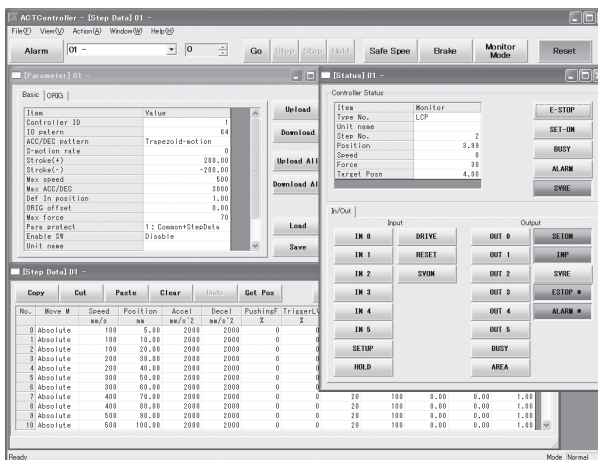 ACTController - [Step Data] 01 -
File(F) View(V) Action(A) Window(W) Help(H)
Alarm 01 - 0 Go Step Stop Hold Safe Spee Brake Monitor Mode Reset
[Parameter] 01 -
Basic ORIG
Item Value
Controller ID 1
IO patern 64
ACC/DEC pattern Trapezoid-motion
S-motion rate 0
Stroke(+) 200.00
Stroke(-) -200.00
Max speed 500
Max ACC/DEC 3000
Def In position 1.00
ORIG offset 0.00
Max force 70
Para protect 1 : Common+StepData
Enable SW Disable
Unit name
Upload
Download
Upload All
Download Al
Load
Save
[Status] 01 -
Controller Status
Item Monitor
Type No. LCP
Unit name
Step No. 2
Position 3.99
Speed 0
Force 30
Target Posn 4.00
E-STOP
SET-ON
BUSY
ALARM
SVRE
In/Out
Input Output
IN 0 DRIVE OUT 0 SETON
IN 1 RESET OUT 1 INP
IN 2 SVON OUT 2 SVRE
IN 3 OUT 3 ESTOP *
IN 4 OUT 4 ALARM *
IN 5 OUT 5
SETUP BUSY
HOLD AREA
[Step Data] 01 -
Copy Cut Paste Clear Undo Get Pos
No. Move M Speed Position Accel Decel PushingF TriggerLV
mm/s mm mm/s^2 mm/s^2 % %
0 Absolute 100 5.00 2000 2000 0 0
1 Absolute 100 10.00 2000 2000 0 0
2 Absolute 100 20.00 2000 2000 0 0
3 Absolute 200 30.00 2000 2000 0 0
4 Absolute 200 40.00 2000 2000 0 0
5 Absolute 300 50.00 2000 2000 0 0
6 Absolute 300 60.00 2000 2000 0 0
7 Absolute 400 70.00 2000 2000 0 0 20 100 0.00 0.00 1.00
8 Absolute 400 80.00 2000 2000 0 0 20 100 0.00 0.00 1.00
9 Absolute 500 90.00 2000 2000 0 0 20 100 0.00 0.00 1.00
10 Absolute 500 100.00 2000 2000 0 0 20 100 0.00 0.00 1.00
Ready Mode Normal